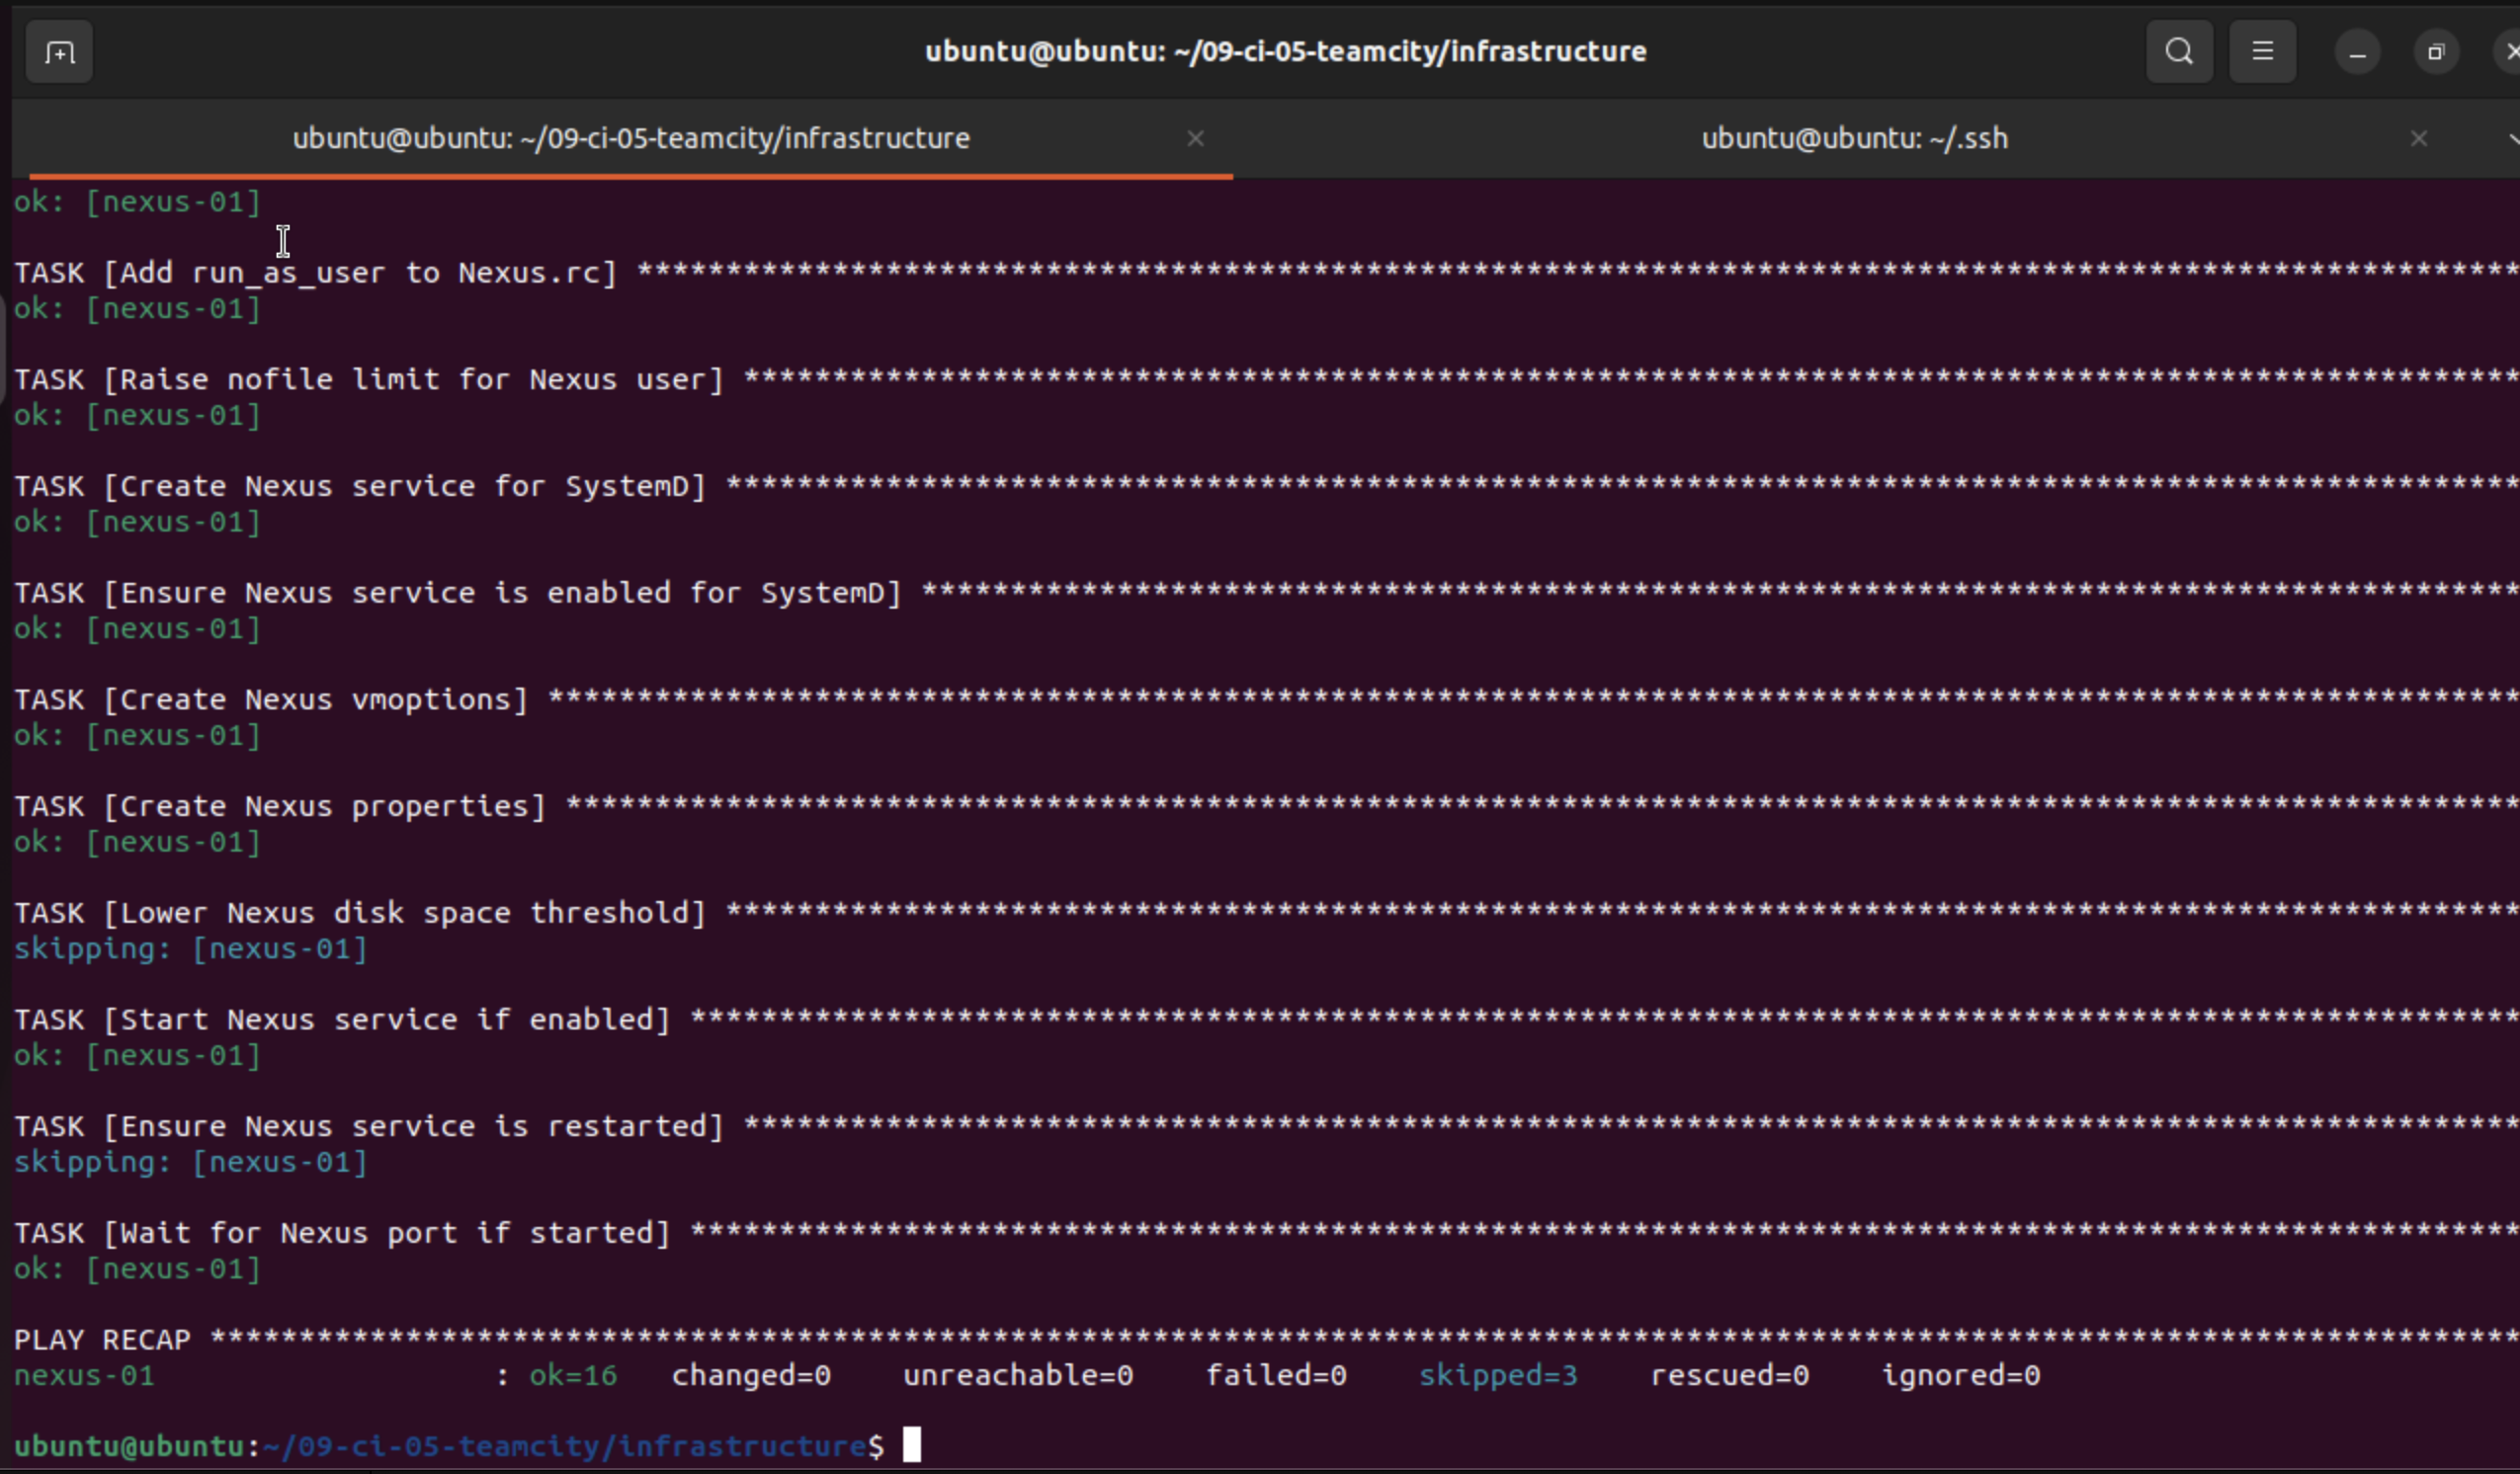 ubuntu@ubuntu: ~/09-ci-05-teamcity/infrastructure
ubuntu@ubuntu: ~/09-ci-05-teamcity/infrastructure × ubuntu@ubuntu: ~/.ssh ×
ok: [nexus-01]
TASK [Add run_as_user to Nexus.rc] *********************************************************************************************************
ok: [nexus-01]
TASK [Raise nofile limit for Nexus user] ***************************************************************************************************
ok: [nexus-01]
TASK [Create Nexus service for SystemD] ****************************************************************************************************
ok: [nexus-01]
TASK [Ensure Nexus service is enabled for SystemD] *****************************************************************************************
ok: [nexus-01]
TASK [Create Nexus vmoptions] **************************************************************************************************************
ok: [nexus-01]
TASK [Create Nexus properties] *************************************************************************************************************
ok: [nexus-01]
TASK [Lower Nexus disk space threshold] ****************************************************************************************************
skipping: [nexus-01]
TASK [Start Nexus service if enabled] ******************************************************************************************************
ok: [nexus-01]
TASK [Ensure Nexus service is restarted] ***************************************************************************************************
skipping: [nexus-01]
TASK [Wait for Nexus port if started] ******************************************************************************************************
ok: [nexus-01]
PLAY RECAP *********************************************************************************************************************************
nexus-01                   : ok=16   changed=0    unreachable=0    failed=0    skipped=3    rescued=0    ignored=0
ubuntu@ubuntu:~/09-ci-05-teamcity/infrastructure$